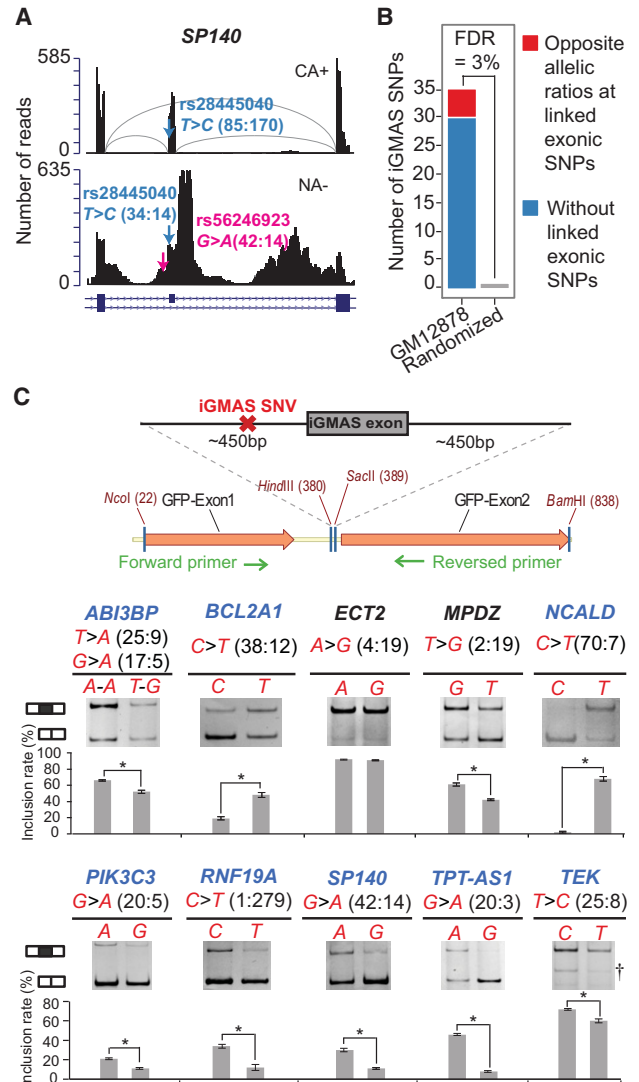 A
SP140
585
0
CA+
rs28445040
T>C (85:170)
Number of reads
635
0
NA-
rs28445040
T>C (34:14)
rs56246923
G>A(42:14)
B
FDR
= 3%
Number of iGMAS SNPs
35
30
25
20
15
10
5
0
GM12878
Randomized
Opposite
allelic
ratios at
linked
exonic
SNPs
Without
linked
exonic
SNPs
C
iGMAS SNV
iGMAS exon
~450bp
~450bp
NcoI (22)
GFP-Exon1
HindIII (380)
SacII (389)
GFP-Exon2
BamHI (838)
Forward primer
Reversed primer
ABI3BP
T>A (25:9)
G>A (17:5)
A-A T-G
BCL2A1
C>T (38:12)
C T
ECT2
A>G (4:19)
A G
MPDZ
T>G (2:19)
G T
NCALD
C>T(70:7)
C T
Inclusion rate (%)
100
80
60
40
20
0
*
*
*
*
PIK3C3
G>A (20:5)
A G
RNF19A
C>T (1:279)
C T
SP140
G>A (42:14)
A G
TPT-AS1
G>A (20:3)
A G
TEK
T>C (25:8)
C T
†
Inclusion rate (%)
80
60
40
20
0
*
*
*
*
*